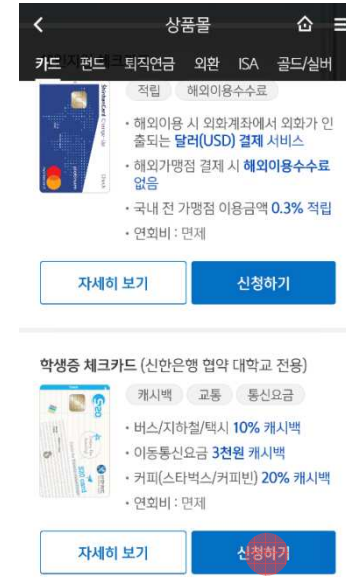 상품몰
카드 펀드 퇴직연금 외환 ISA 골드/실버
적립 해외이용수수료
• 해외이용 시 외화계좌에서 외화가 인
출되는 달러(USD) 결제 서비스
• 해외가맹점 결제 시 해외이용수수료
없음
• 국내 전 가맹점 이용금액 0.3% 적립
• 연회비 : 면제
자세히 보기 신청하기
학생증 체크카드 (신한은행 협약 대학교 전용)
캐시백 교통 통신요금
S20
• 버스/지하철/택시 10% 캐시백
• 이동통신요금 3천원 캐시백
• 커피(스타벅스/커피빈) 20% 캐시백
• 연회비 : 면제
자세히 보기 신청하기